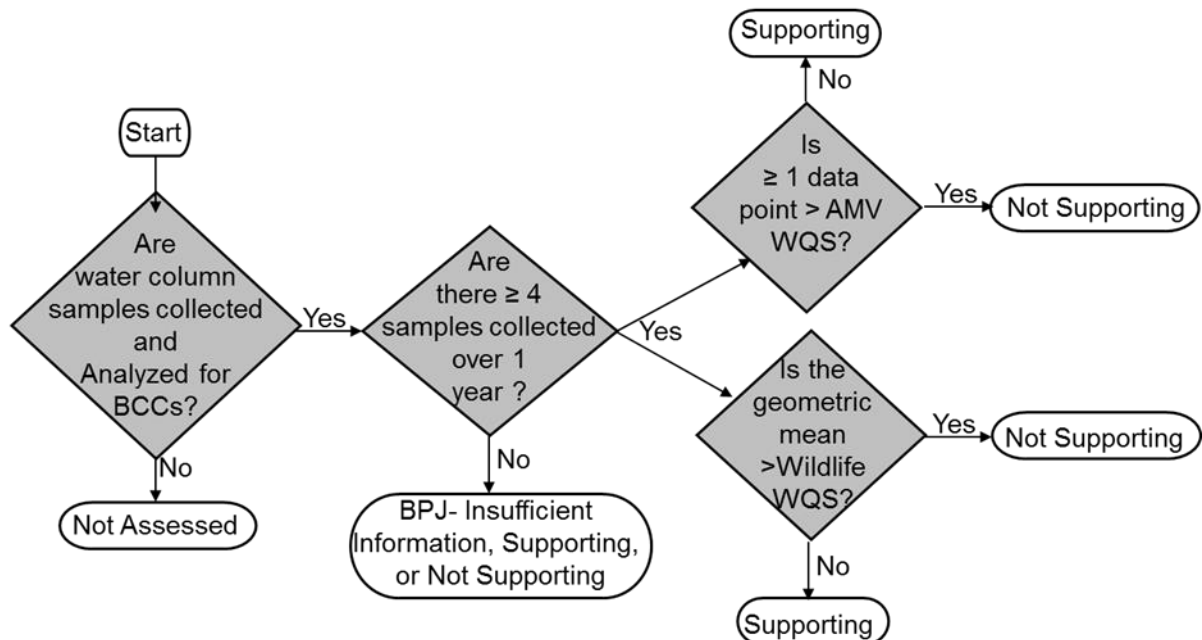 Start
Are
water column
samples collected
and
Analyzed for
BCCs?
No
Not Assessed
Yes
Are
there ≥ 4
samples collected
over 1
year ?
No
BPJ- Insufficient
Information, Supporting,
or Not Supporting
Yes
Supporting
No
Is
≥ 1 data
point > AMV
WQS?
Yes
Not Supporting
Is the
geometric
mean
>Wildlife
WQS?
Yes
Not Supporting
No
Supporting